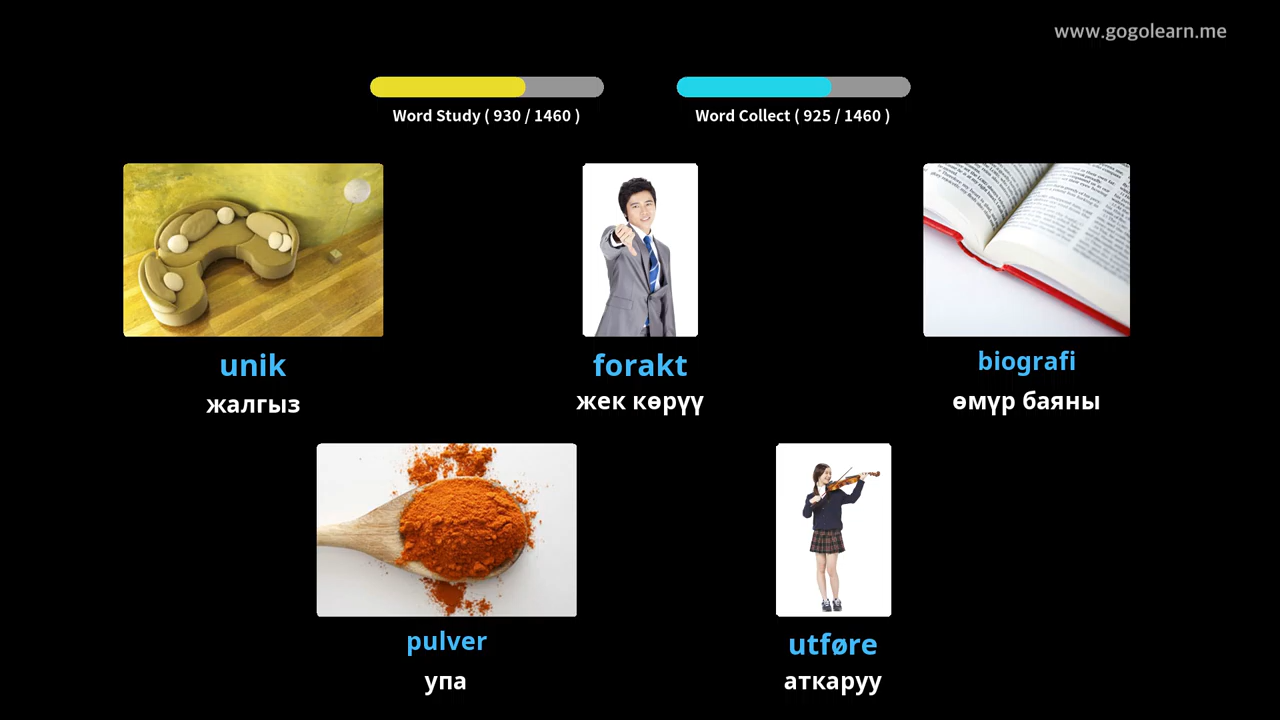 www.gogolearn.me
Word Study ( 930 / 1460 )
Word Collect ( 925 / 1460 )
unik
жалгыз
forakt
жек көрүү
biografi
өмүр баяны
pulver
упа
utføre
аткаруу